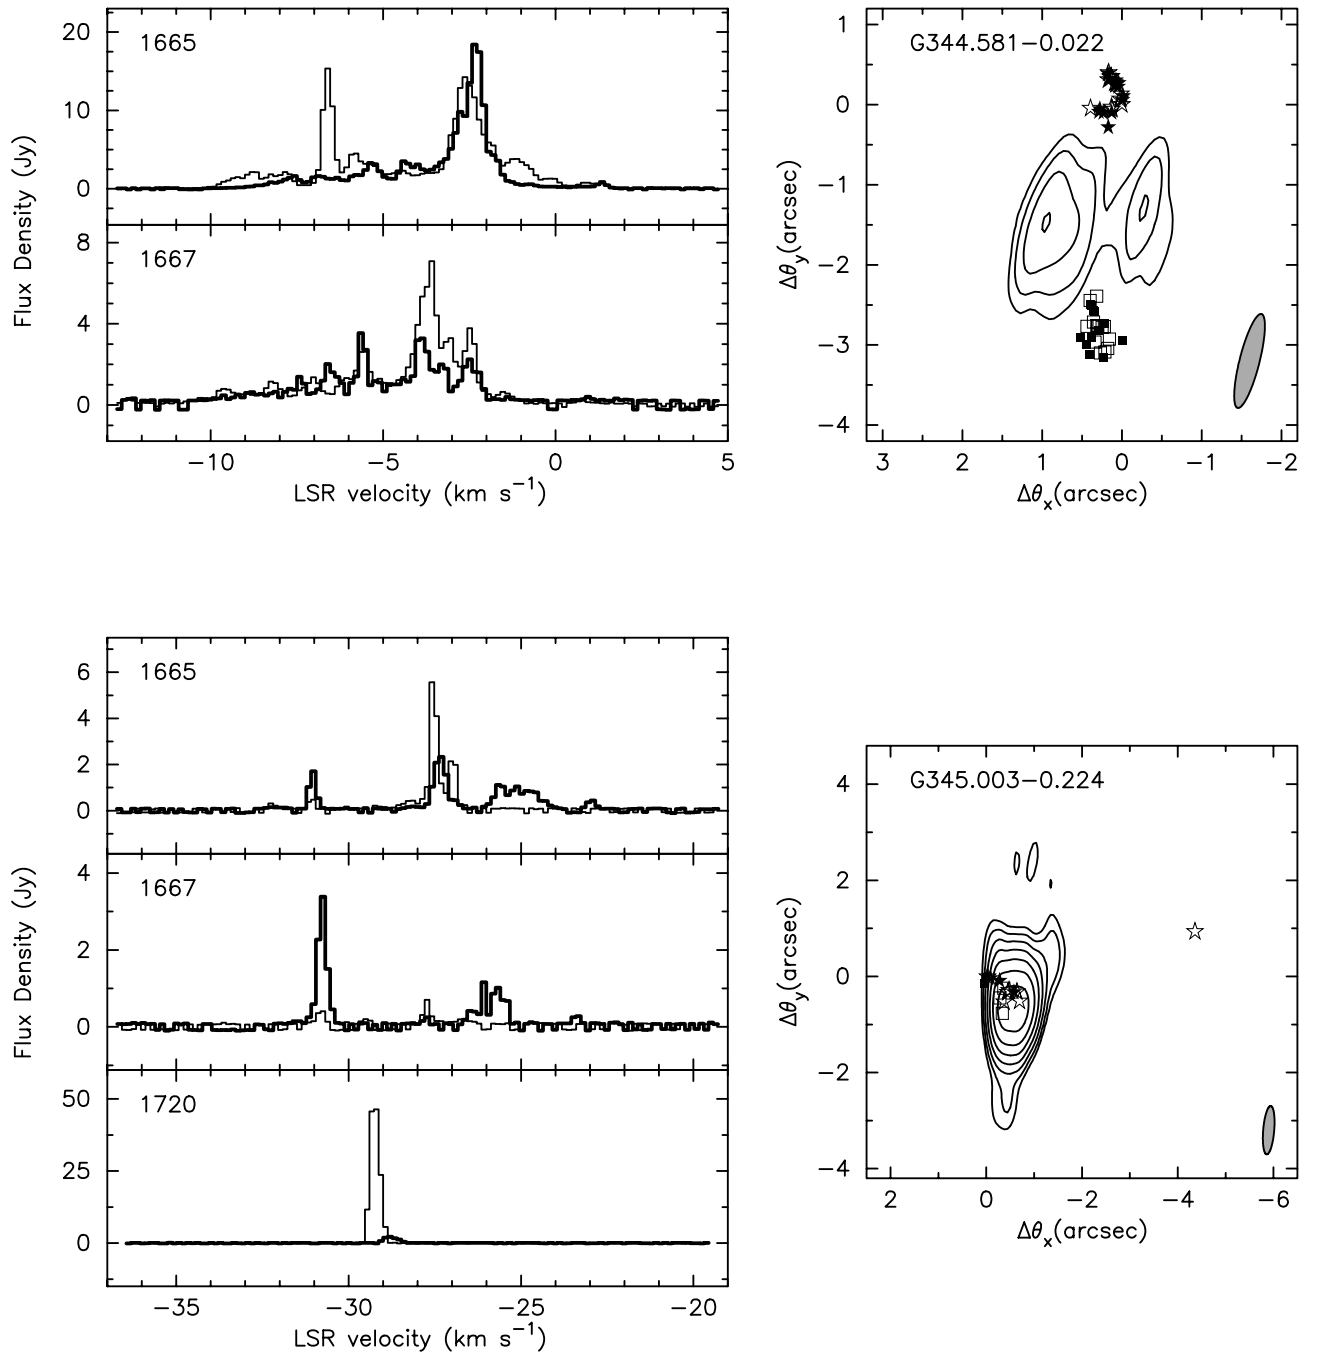 20
10
0
1665
8
4
0
1667
Flux Density (Jy)
−10 −5 0 5
LSR velocity (km s−1)
G344.581−0.022
1
0
−1
−2
−3
−4
Δθy(arcsec)
3 2 1 0 −1 −2
Δθx(arcsec)
6
4
2
0
1665
4
2
0
1667
50
25
0
1720
Flux Density (Jy)
−35 −30 −25 −20
LSR velocity (km s−1)
G345.003−0.224
4
2
0
−2
−4
Δθy(arcsec)
2 0 −2 −4 −6
Δθx(arcsec)